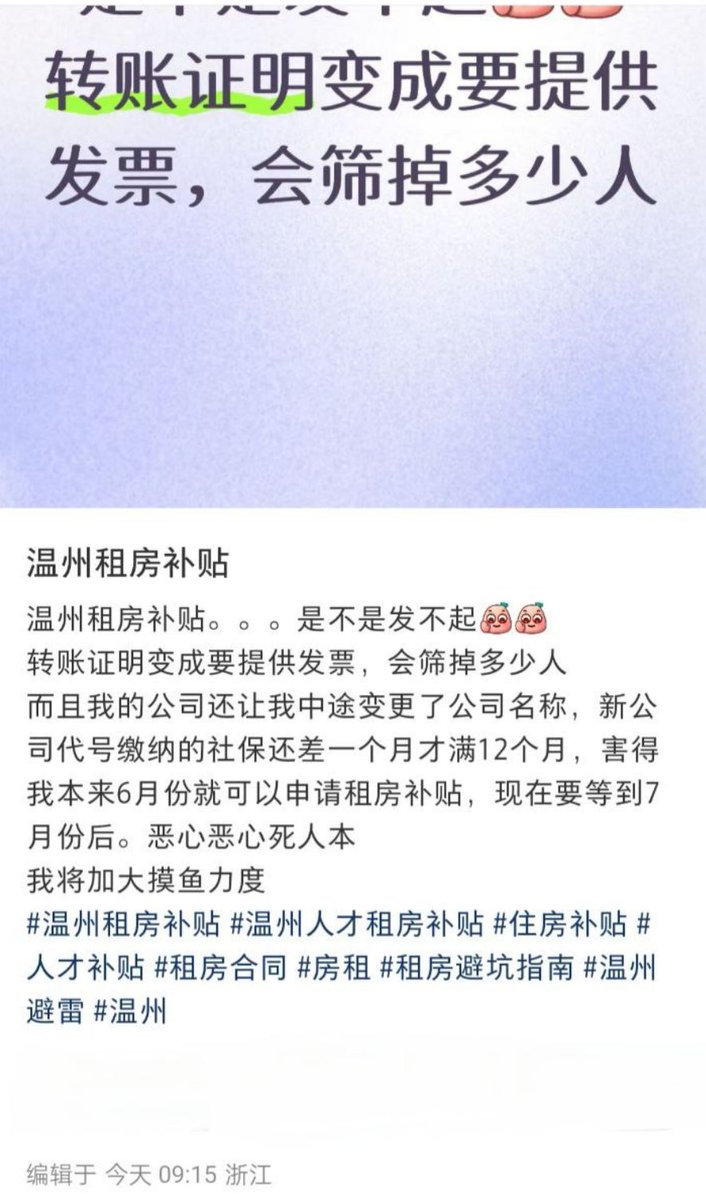 是不是发不起
转账证明变成要提供
发票，会筛掉多少人
温州租房补贴
温州租房补贴。。。是不是发不起
转账证明变成要提供发票，会筛掉多少人
而且我的公司还让我中途变更了公司名称，新公
司代号缴纳的社保还差一个月才满12个月，害得
我本来6月份就可以申请租房补贴，现在要等到7
月份后。恶心恶心死人本
我将加大摸鱼力度
#温州租房补贴 #温州人才租房补贴 #住房补贴 #
人才补贴 #租房合同 #房租 #租房避坑指南 #温州
避雷 #温州
编辑于 今天 09:15 浙江